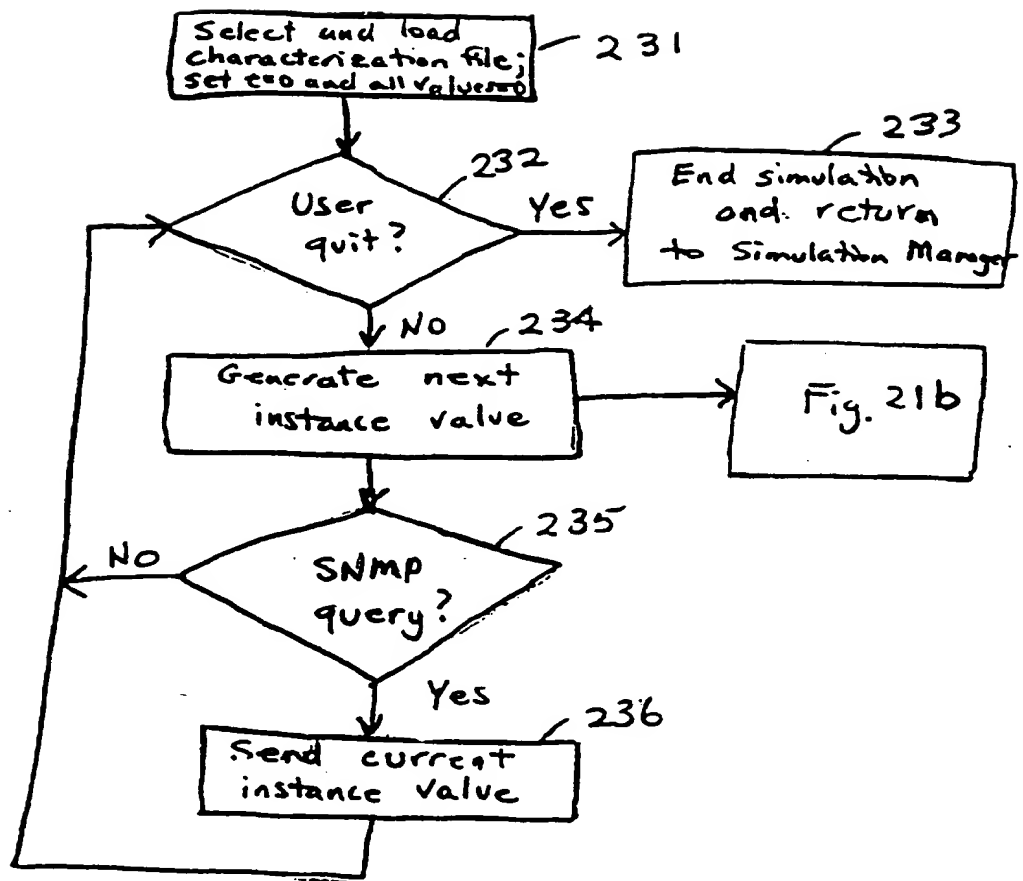 Select and load
characterization file;
set t=0 and all values=0
231
232
User
quit?
Yes
233
End simulation
and return
to Simulation Manager
No
234
Generate next
instance value
Fig. 21b
235
SNMP
query?
No
Yes
236
Send current
instance value